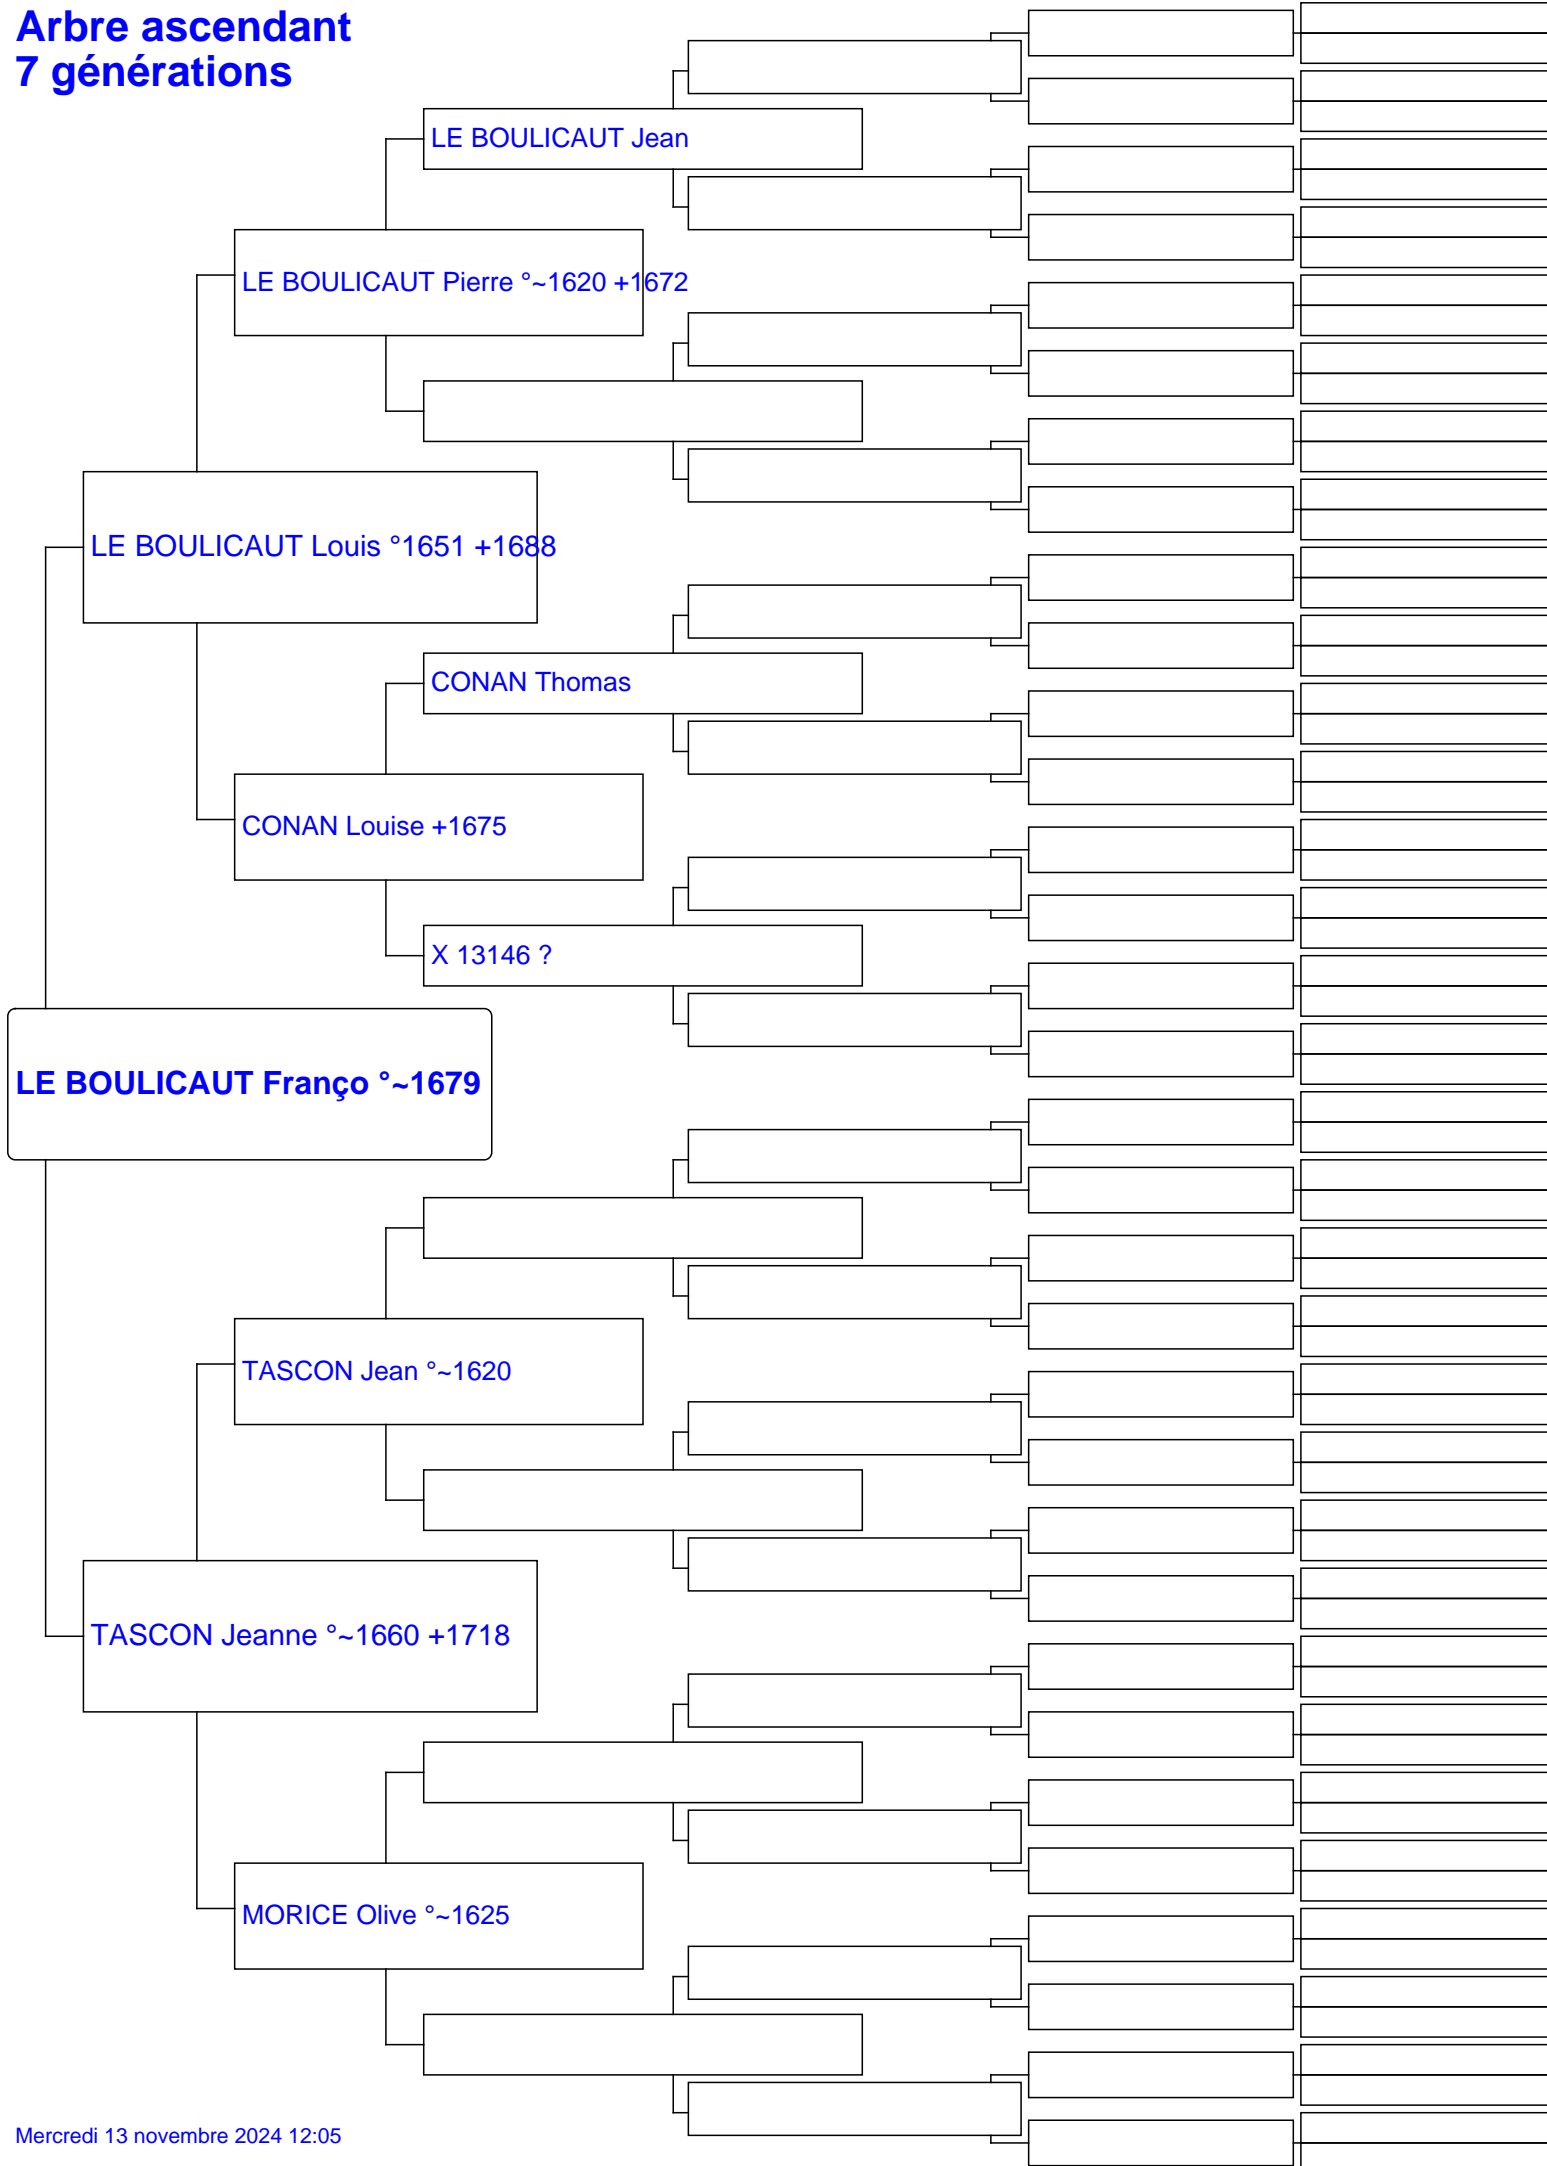 Arbre ascendant
7 générations
LE BOULICAUT Jean
LE BOULICAUT Pierre °~1620 +1672
LE BOULICAUT Louis °1651 +1688
CONAN Thomas
CONAN Louise +1675
X 13146 ?
LE BOULICAUT Franço °~1679
TASCON Jean °~1620
TASCON Jeanne °~1660 +1718
MORICE Olive °~1625
Mercredi 13 novembre 2024 12:05